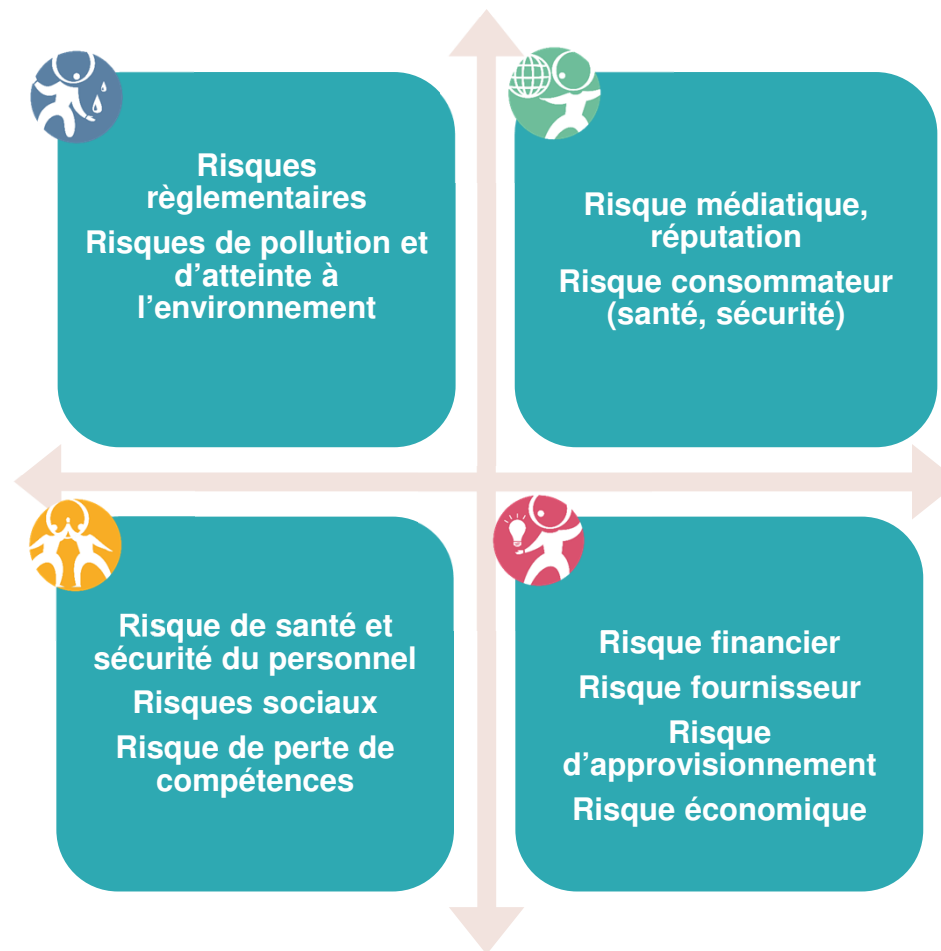 Risques
règlementaires
Risques de pollution et
d'atteinte à
l'environnement
Risque médiatique,
réputation
Risque consommateur
(santé, sécurité)
Risque de santé et
sécurité du personnel
Risques sociaux
Risque de perte de
compétences
Risque financier
Risque fournisseur
Risque
d'approvisionnement
Risque économique